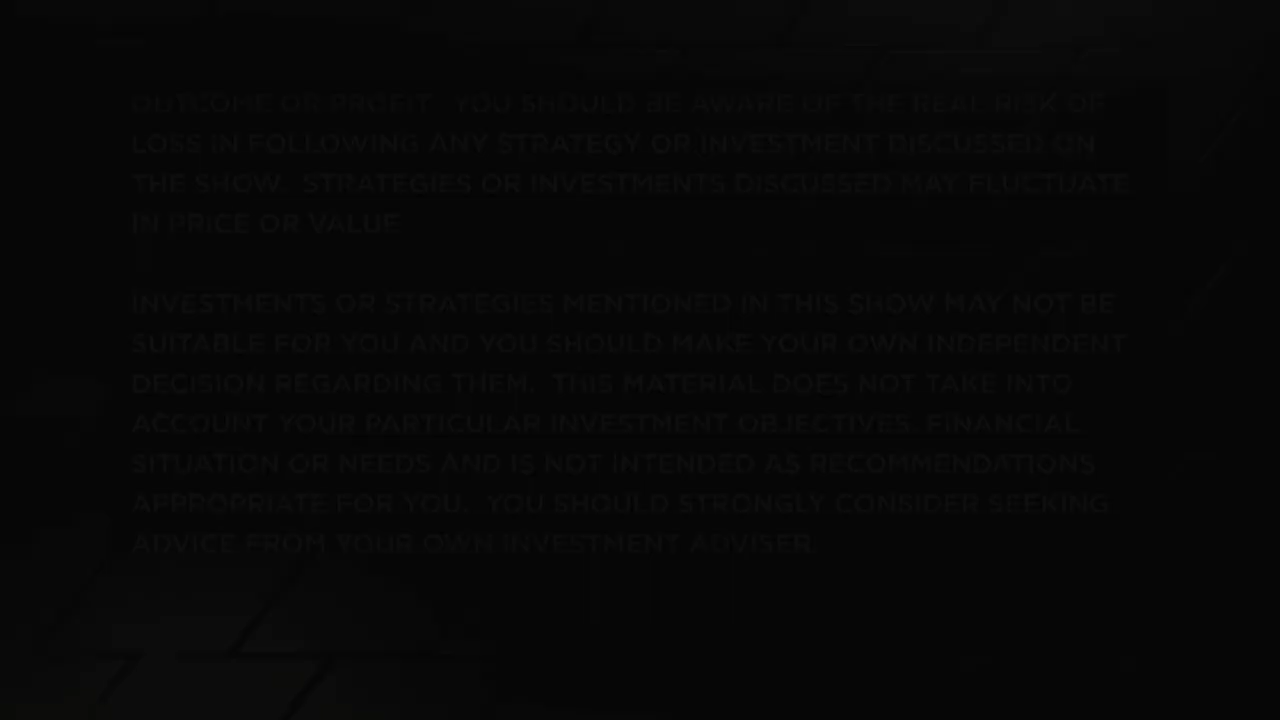 OUTCOME OR PROFIT. YOU SHOULD BE AWARE OF THE REAL RISK OF
LOSS IN FOLLOWING ANY STRATEGY OR INVESTMENT DISCUSSED ON
THE SHOW. STRATEGIES OR INVESTMENTS DISCUSSED MAY FLUCTUATE
IN PRICE OR VALUE.
INVESTMENTS OR STRATEGIES MENTIONED IN THIS SHOW MAY NOT BE
SUITABLE FOR YOU AND YOU SHOULD MAKE YOUR OWN INDEPENDENT
DECISION REGARDING THEM. THIS MATERIAL DOES NOT TAKE INTO
ACCOUNT YOUR PARTICULAR INVESTMENT OBJECTIVES, FINANCIAL
SITUATION OR NEEDS AND IS NOT INTENDED AS RECOMMENDATIONS
APPROPRIATE FOR YOU. YOU SHOULD STRONGLY CONSIDER SEEKING
ADVICE FROM YOUR OWN INVESTMENT ADVISER.